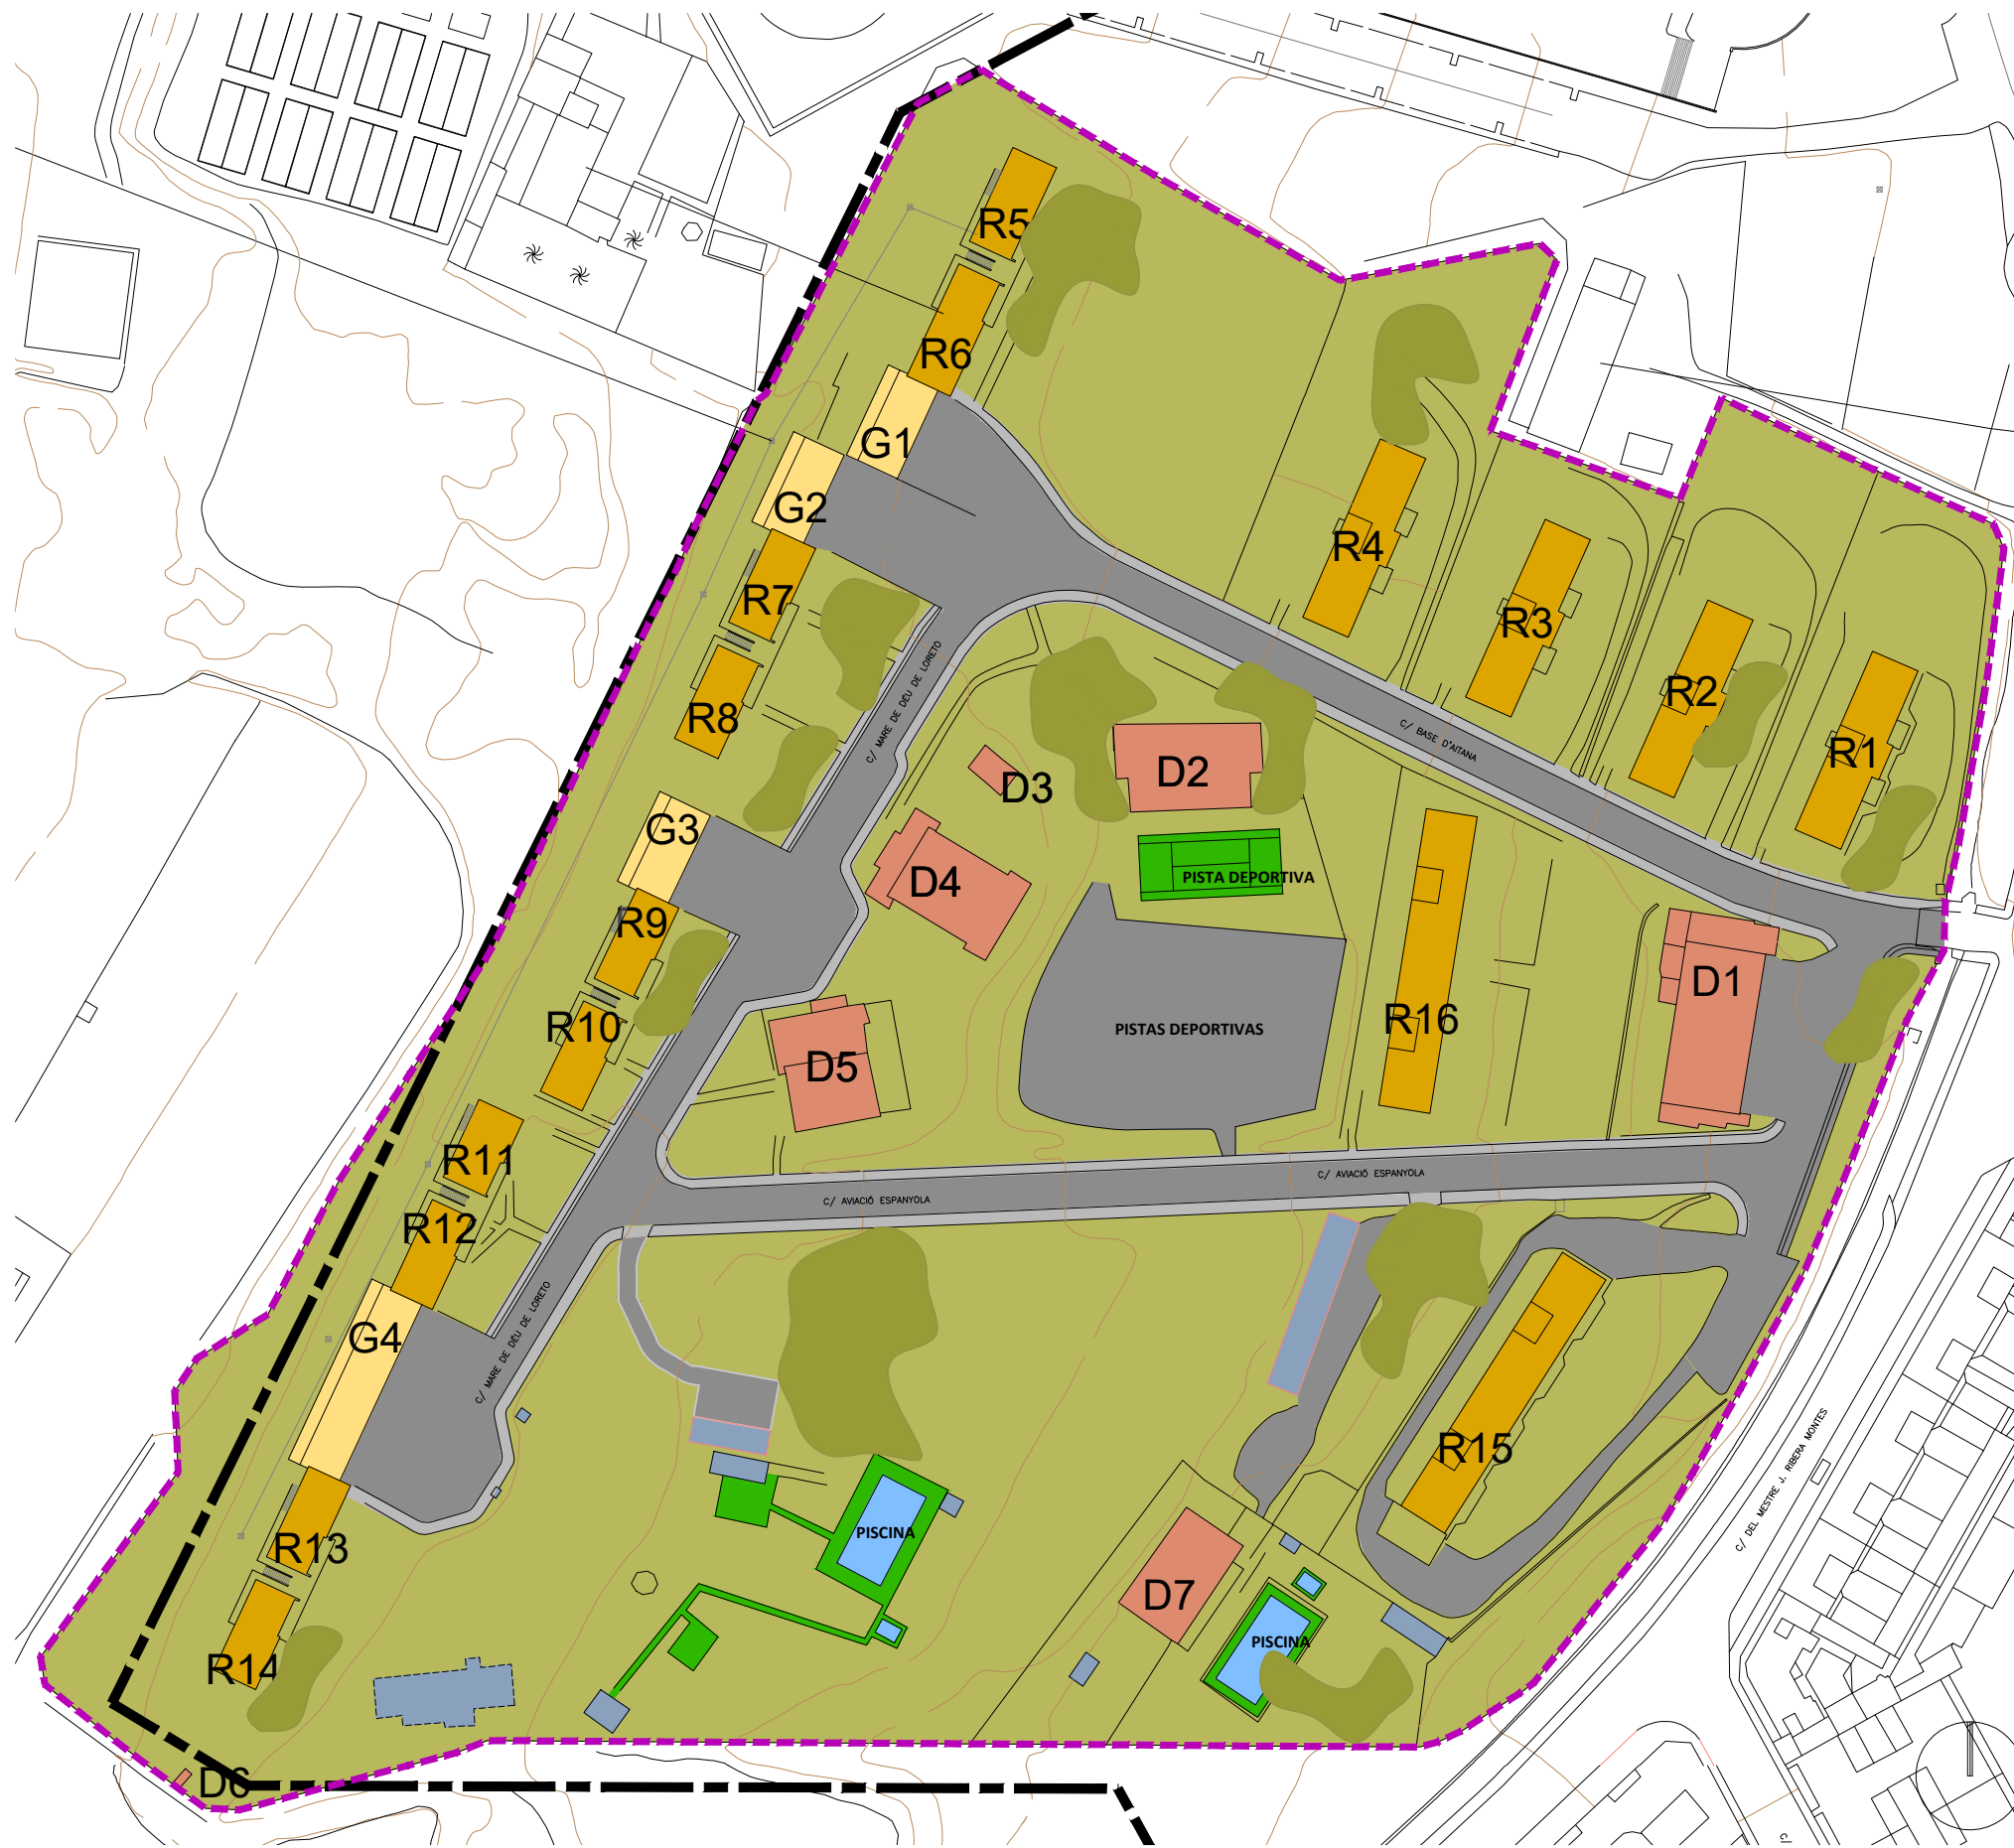 R5
R6
G1
G2
R4
R7
R3
R8
R2
R1
C/ MARE DE DÉU DE LORETO
C/ BASE D'AITANA
D3
D2
G3
D4
PISTA DEPORTIVA
R9
D1
R10
R16
PISTAS DEPORTIVAS
D5
R11
C/ AVIACIÓ ESPANYOLA
C/ AVIACIÓ ESPANYOLA
R12
G4
C/ MARE DE DÉU DE LORETO
R15
C/ DEL MESTRE J. RIBERA MONTES
PISCINA
R13
D7
PISCINA
R14
D6
C/